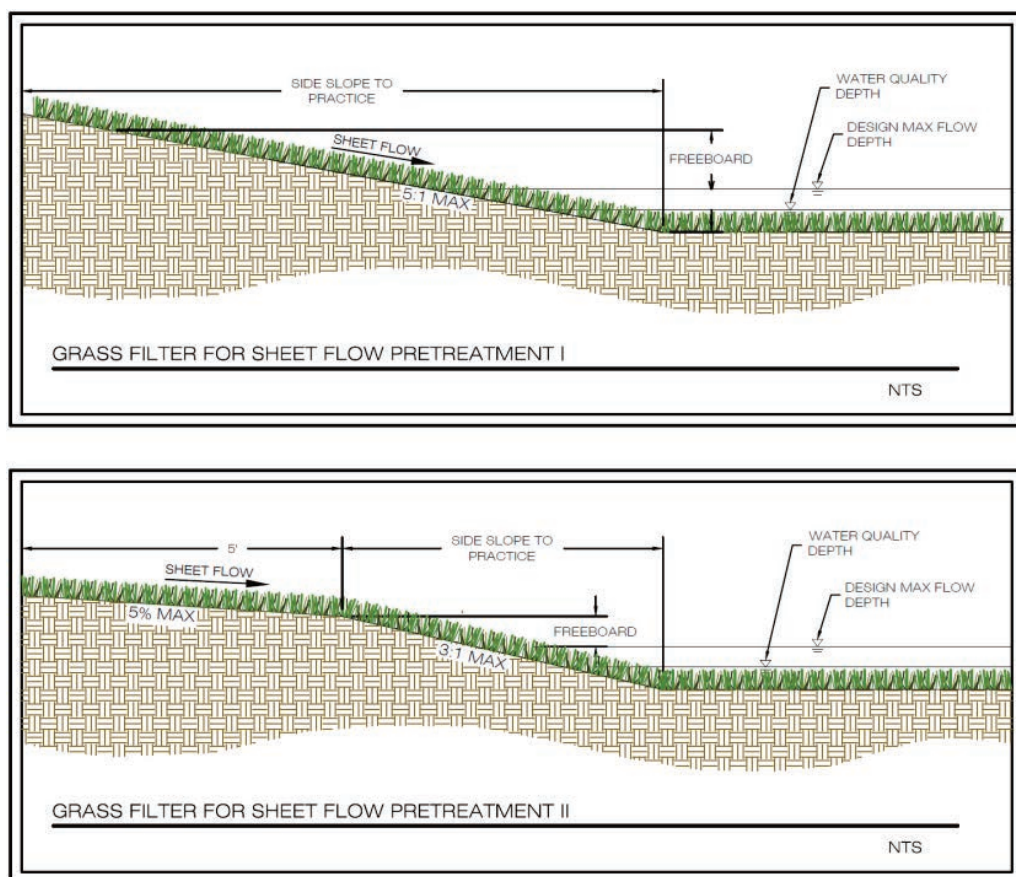 SIDE SLOPE TO
PRACTICE
WATER QUALITY
DEPTH
DESIGN MAX FLOW
DEPTH
SHEET FLOW
FREEBOARD
5:1 MAX
GRASS FILTER FOR SHEET FLOW PRETREATMENT I
NTS
5'
SIDE SLOPE TO
PRACTICE
WATER QUALITY
DEPTH
SHEET FLOW
DESIGN MAX FLOW
DEPTH
5% MAX
FREEBOARD
3:1 MAX
GRASS FILTER FOR SHEET FLOW PRETREATMENT II
NTS